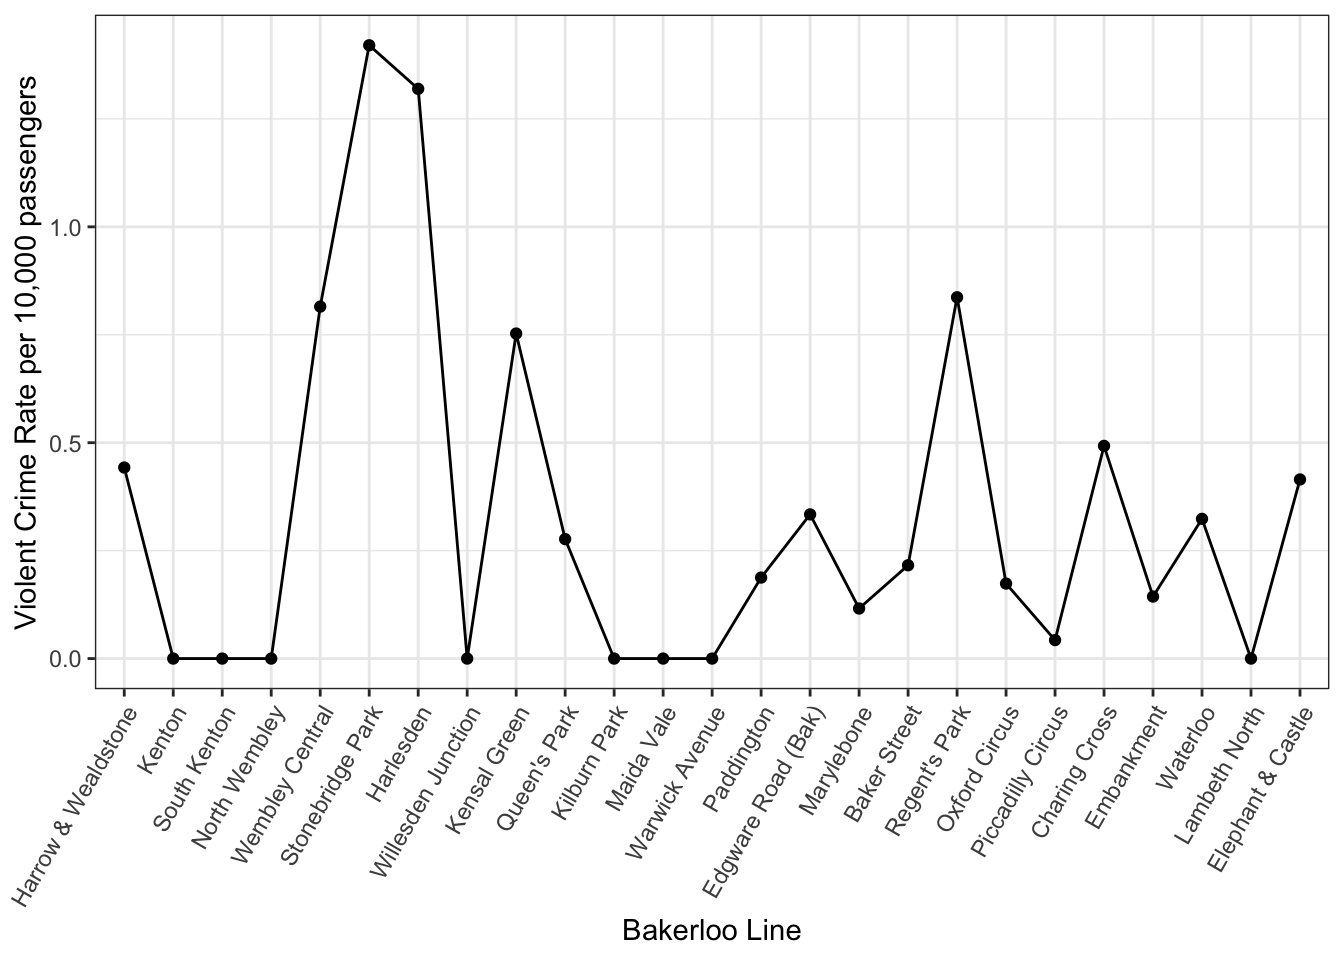 Violent Crime Rate per 10,000 passengers
1.0
0.5
0.0
Harrow & Wealdstone
Kenton
South Kenton
North Wembley
Wembley Central
Stonebridge Park
Harlesden
Willesden Junction
Kensal Green
Queen's Park
Kilburn Park
Maida Vale
Warwick Avenue
Paddington
Edgware Road (Bak)
Marylebone
Baker Street
Regent's Park
Oxford Circus
Piccadilly Circus
Charing Cross
Embankment
Waterloo
Lambeth North
Elephant & Castle
Bakerloo Line